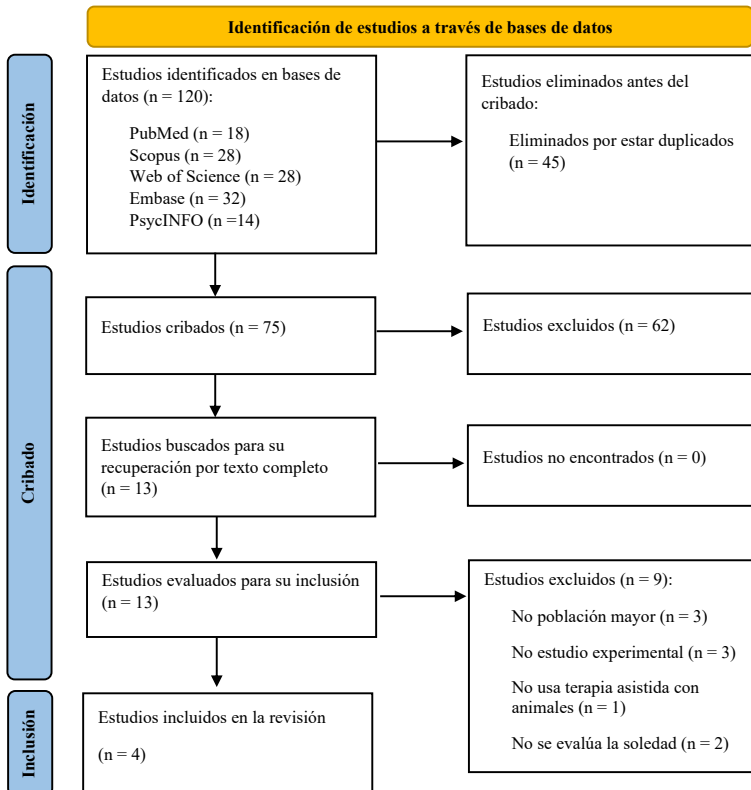 Identificación de estudios a través de bases de datos
Identificación
Estudios identificados en bases de
datos (n = 120):
PubMed (n = 18)
Scopus (n = 28)
Web of Science (n = 28)
Embase (n = 32)
PsycINFO (n =14)
Estudios eliminados antes del
cribado:
Eliminados por estar duplicados
(n = 45)
Cribado
Estudios cribados (n = 75)
Estudios excluidos (n = 62)
Estudios buscados para su
recuperación por texto completo
(n = 13)
Estudios no encontrados (n = 0)
Estudios evaluados para su inclusión
(n = 13)
Estudios excluidos (n = 9):
No población mayor (n = 3)
No estudio experimental (n = 3)
No usa terapia asistida con
animales (n = 1)
No se evalúa la soledad (n = 2)
Inclusión
Estudios incluidos en la revisión
(n = 4)